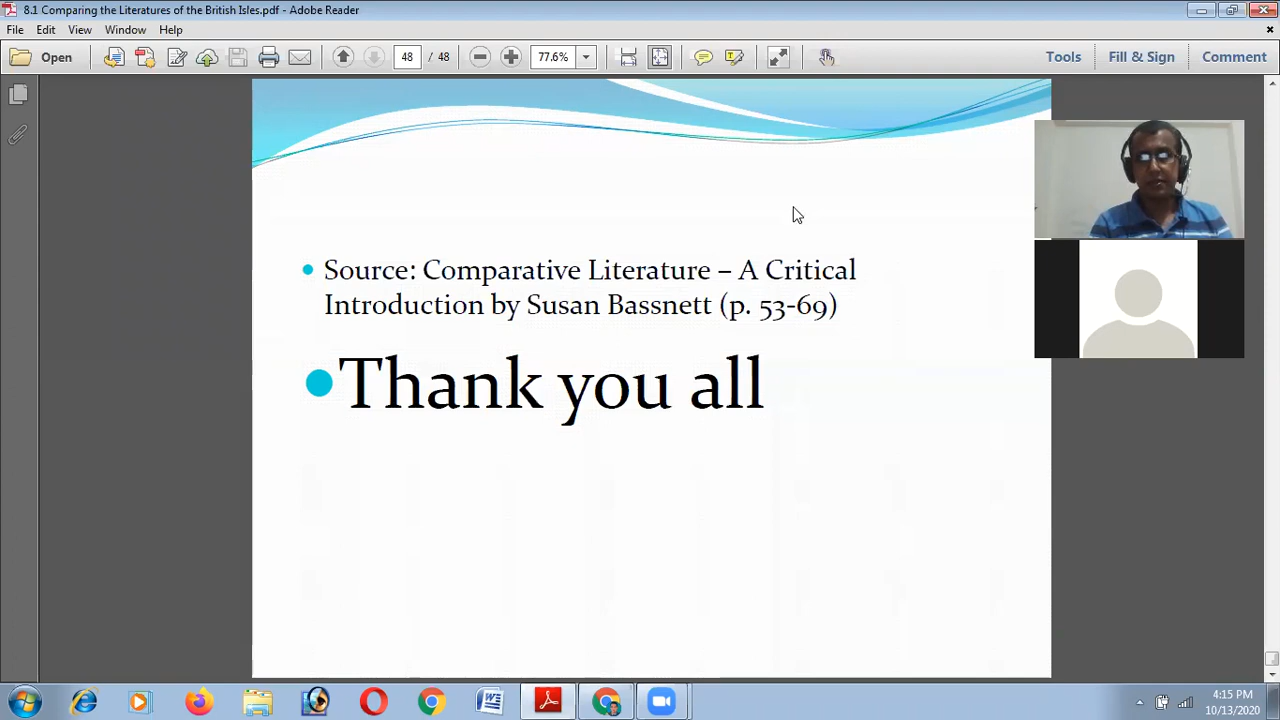 8.1 Comparing the Literatures of the British Isles.pdf - Adobe Reader
File Edit View Window Help
Open 48 / 48 77.6% Tools Fill & Sign Comment
Source: Comparative Literature – A Critical
Introduction by Susan Bassnett (p. 53-69)
Thank you all
4:15 PM
10/13/2020